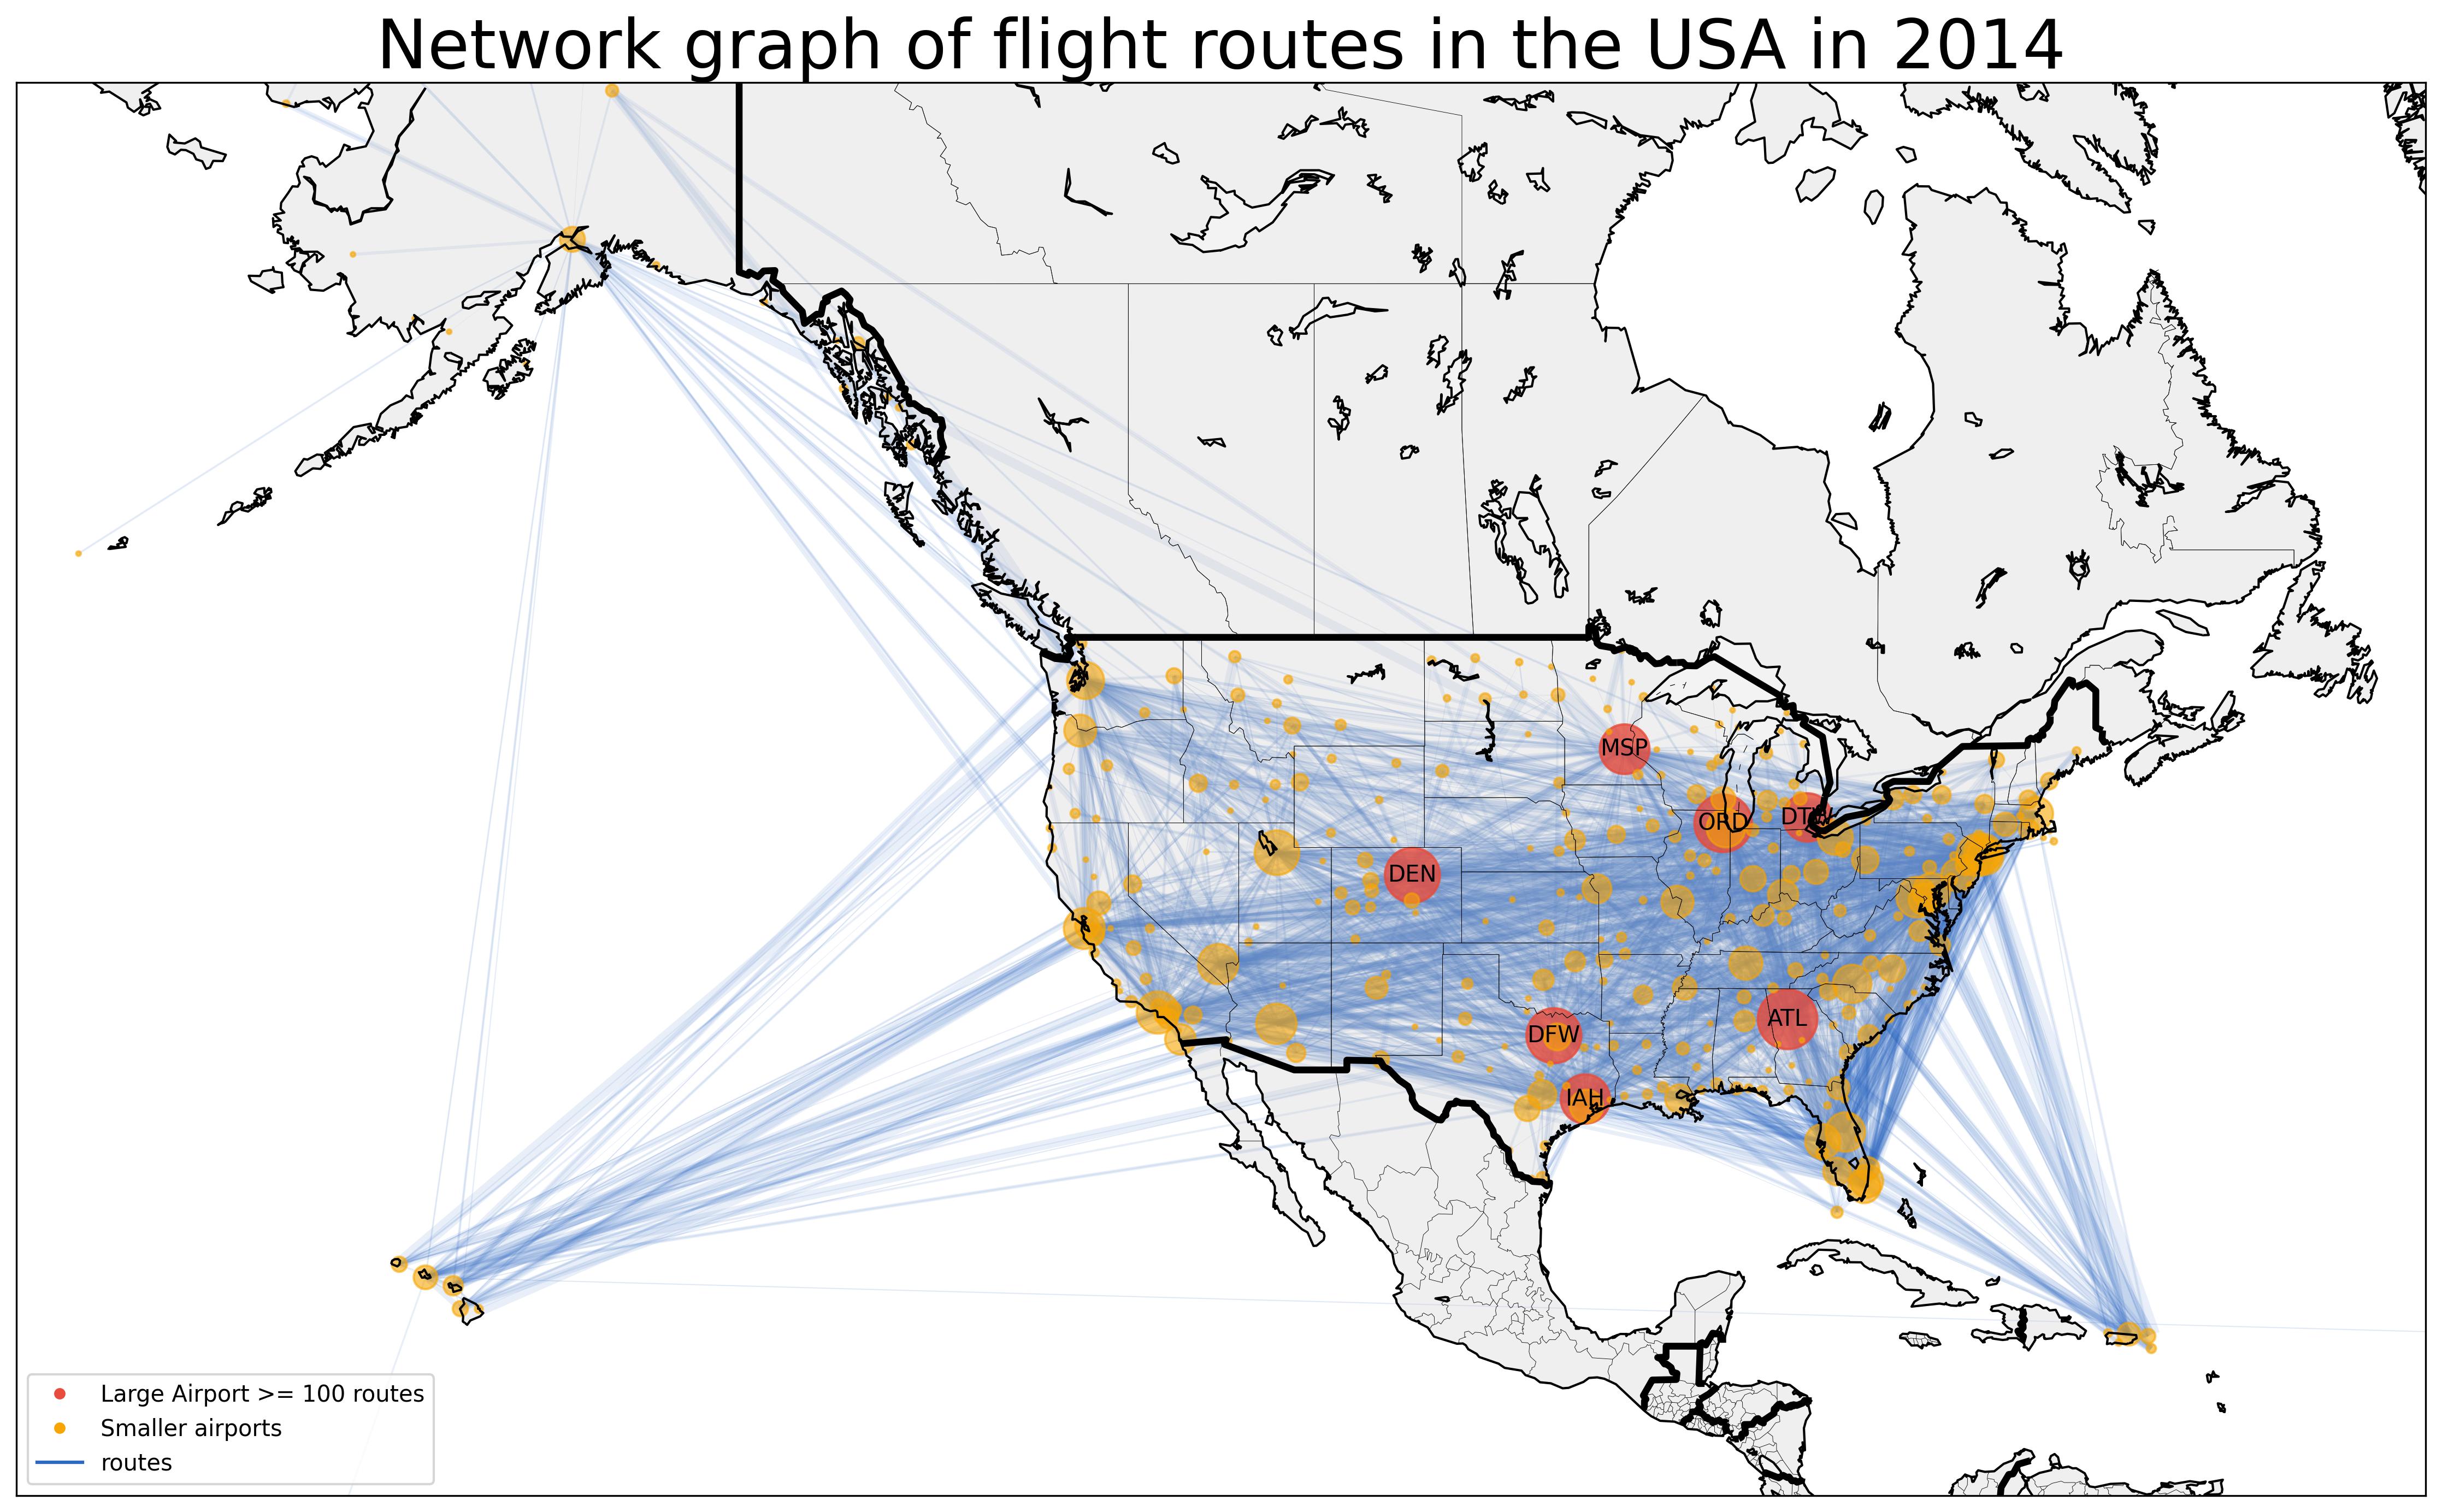 Network graph of flight routes in the USA in 2014
MSP
ORD
DTW
DEN
DFW
ATL
IAH
Large Airport >= 100 routes
Smaller airports
routes